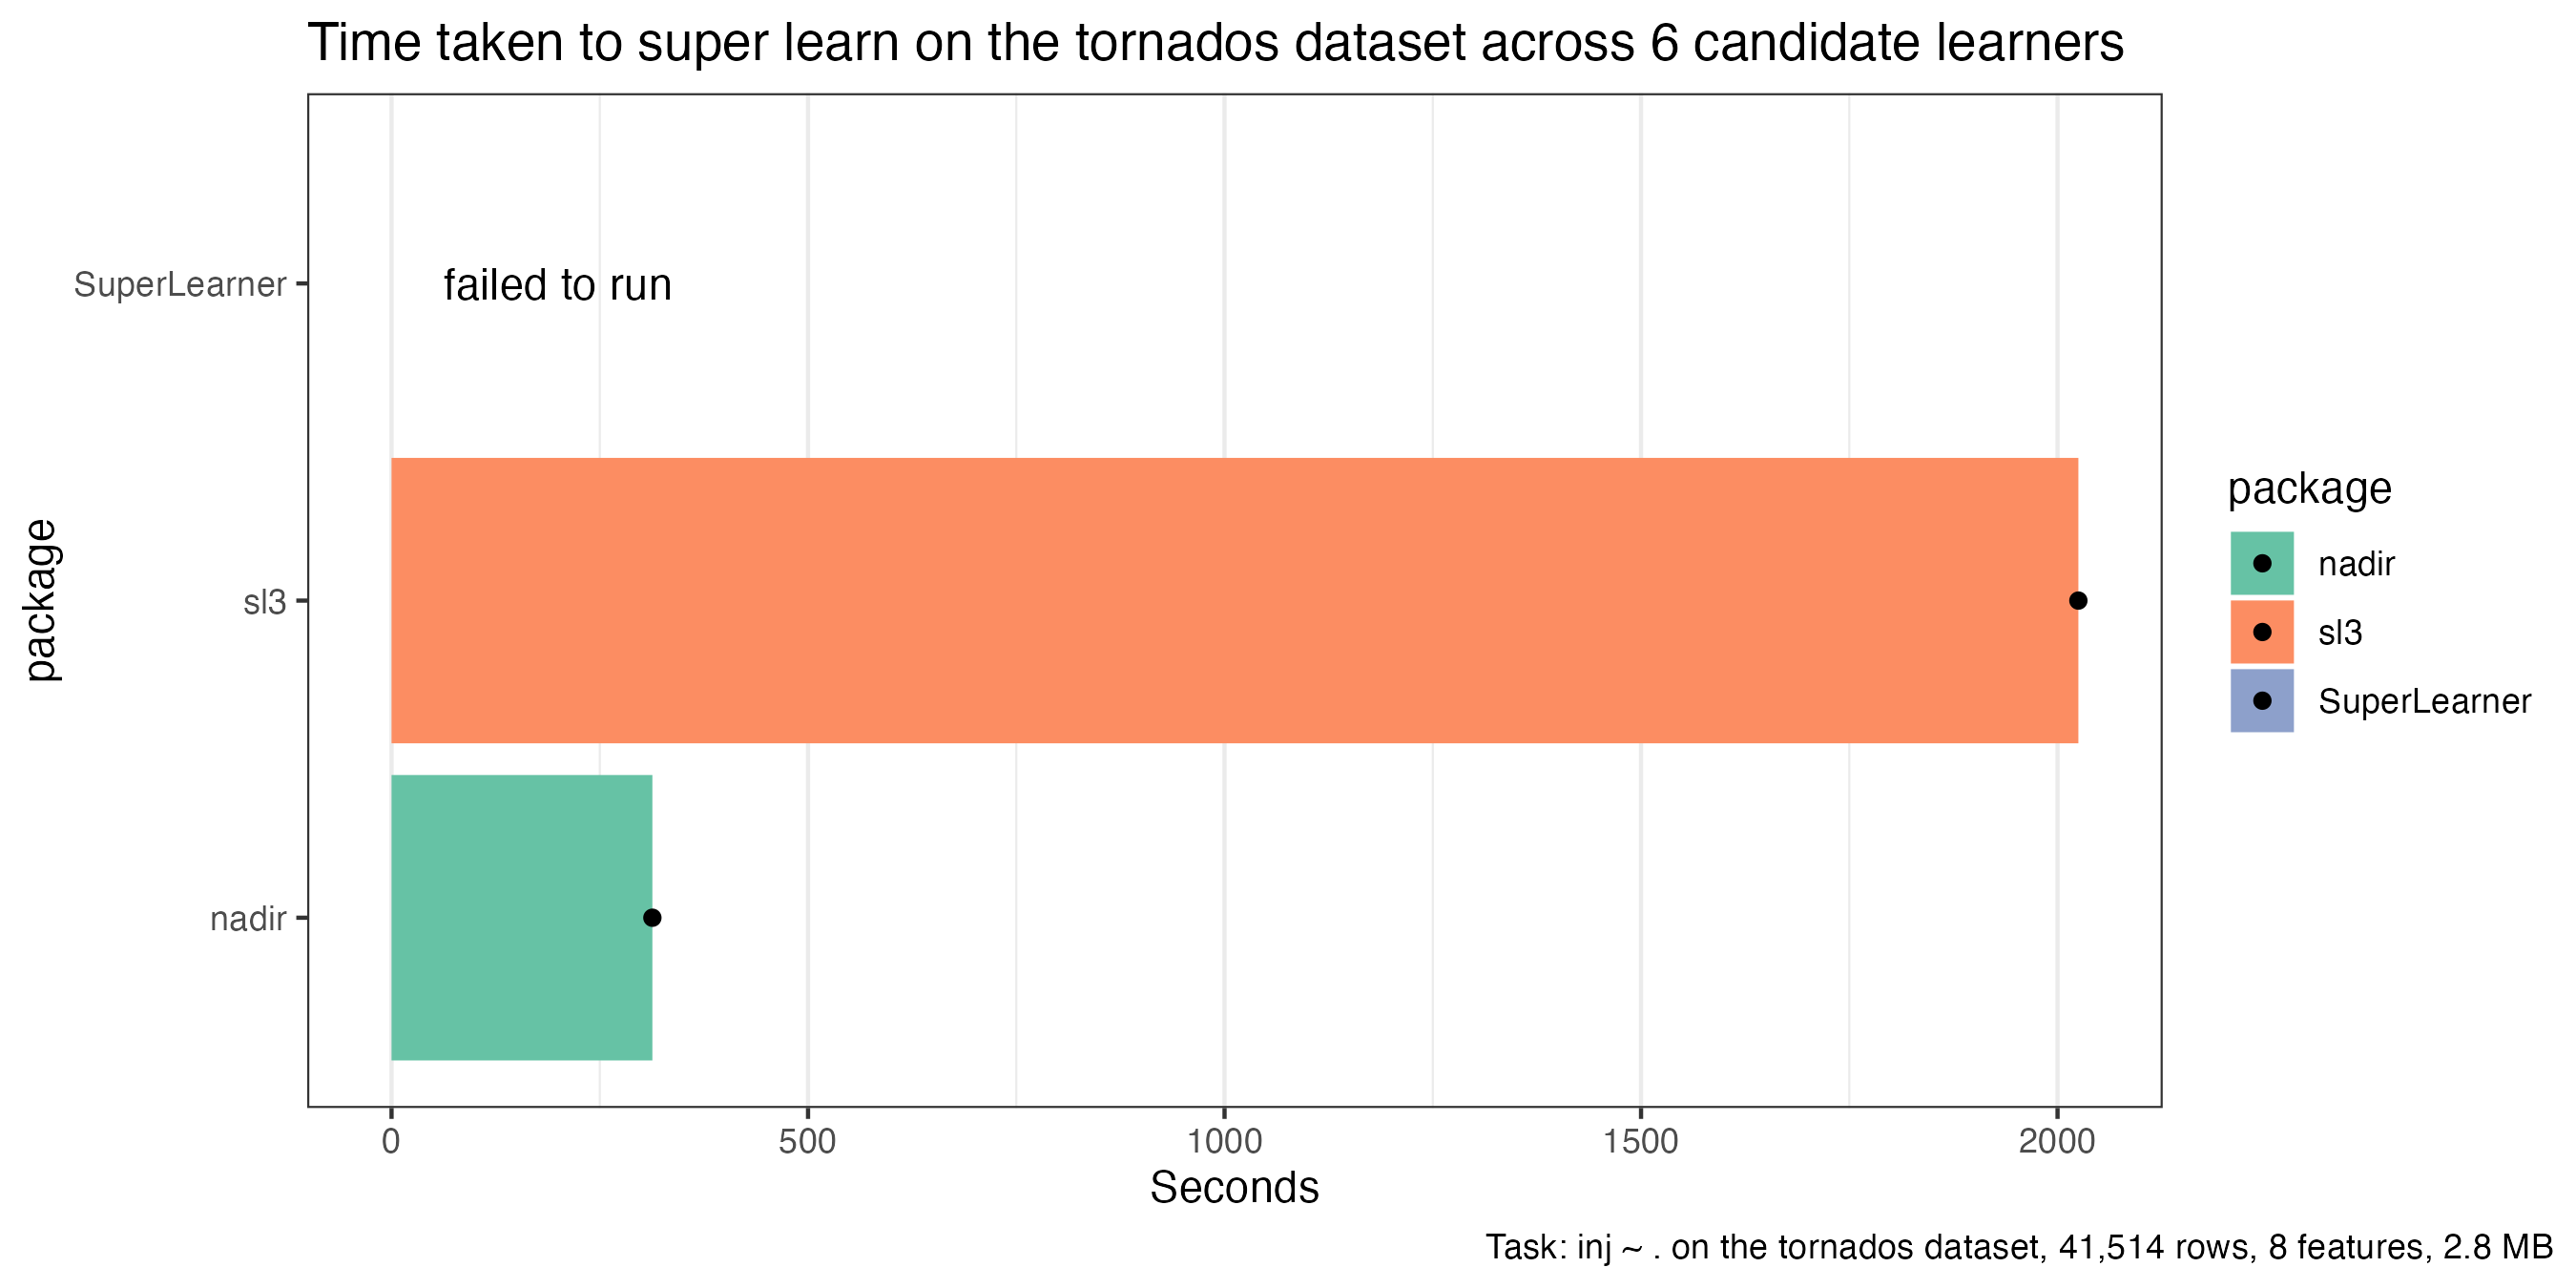 Time taken to super learn on the tornados dataset across 6 candidate learners
SuperLearner
failed to run
sl3
nadir
package
0 500 1000 1500 2000
Seconds
package
nadir
sl3
SuperLearner
Task: inj ~ . on the tornados dataset, 41,514 rows, 8 features, 2.8 MB